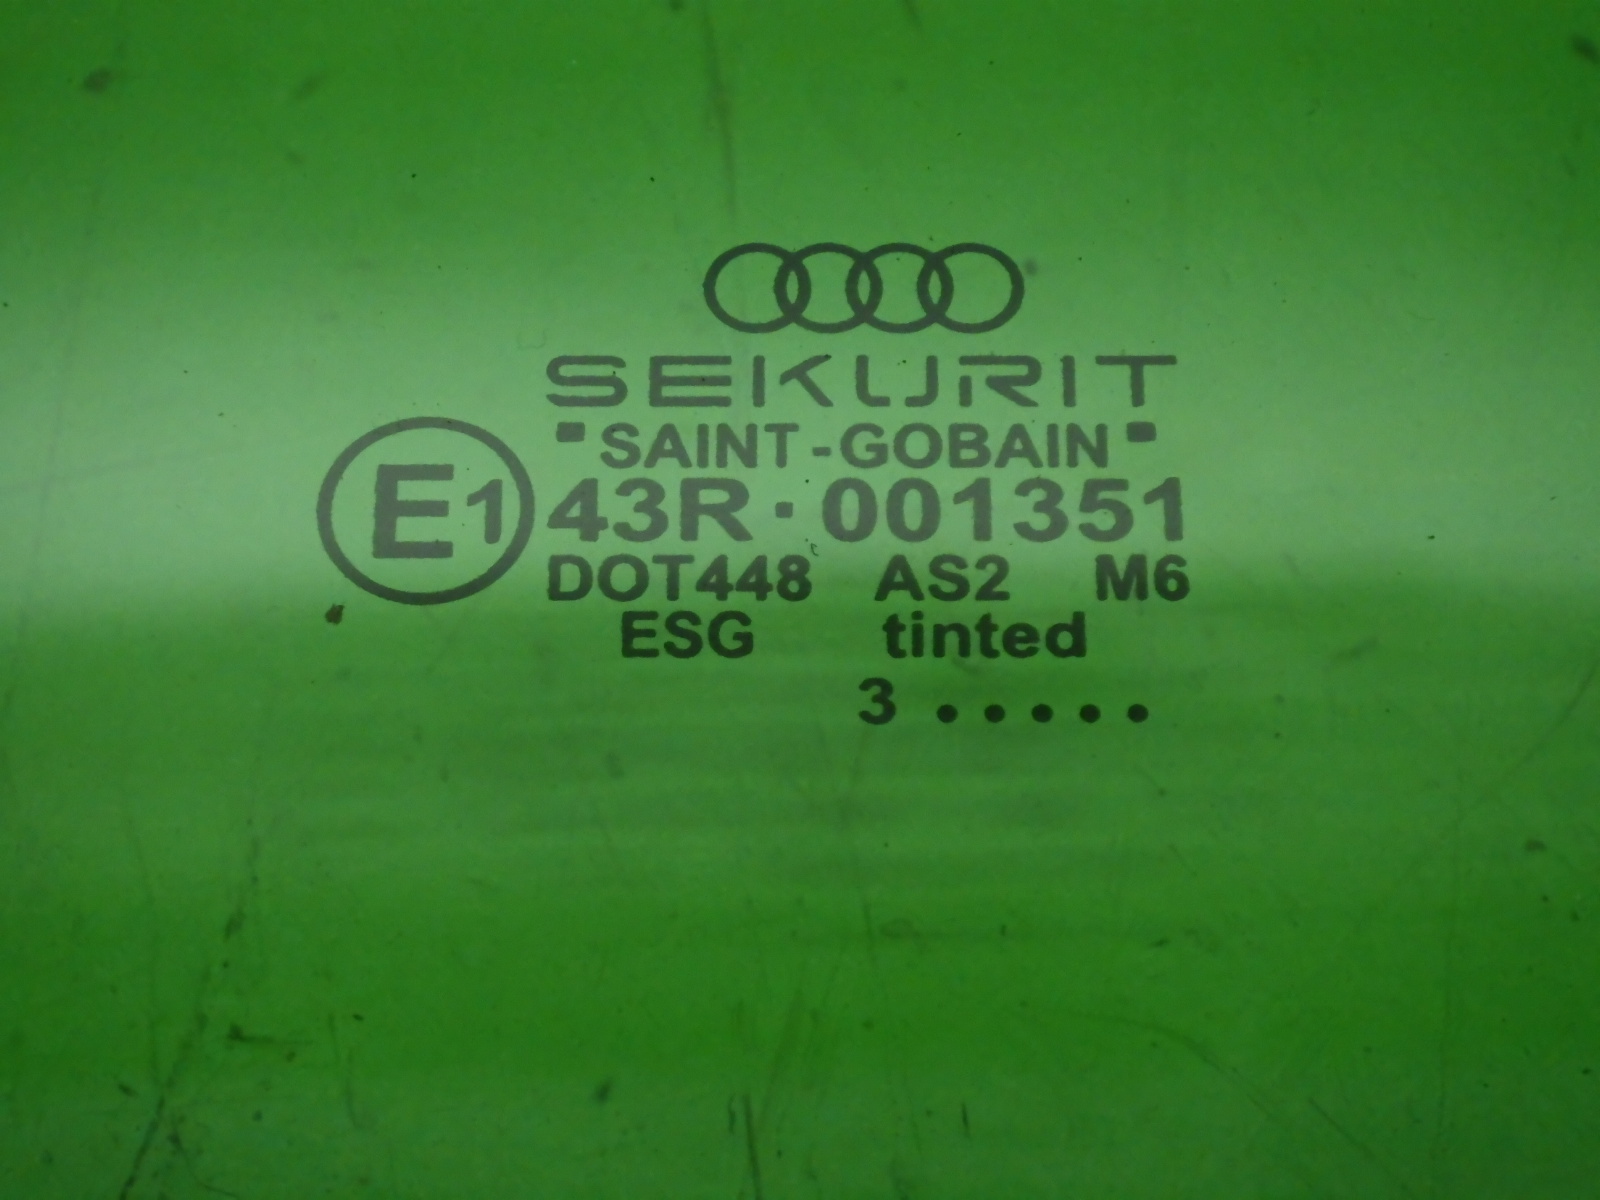 SEKURIT
SAINT-GOBAIN
E1 43R·001351
DOT448 AS2 M6
ESG tinted
3 •••••